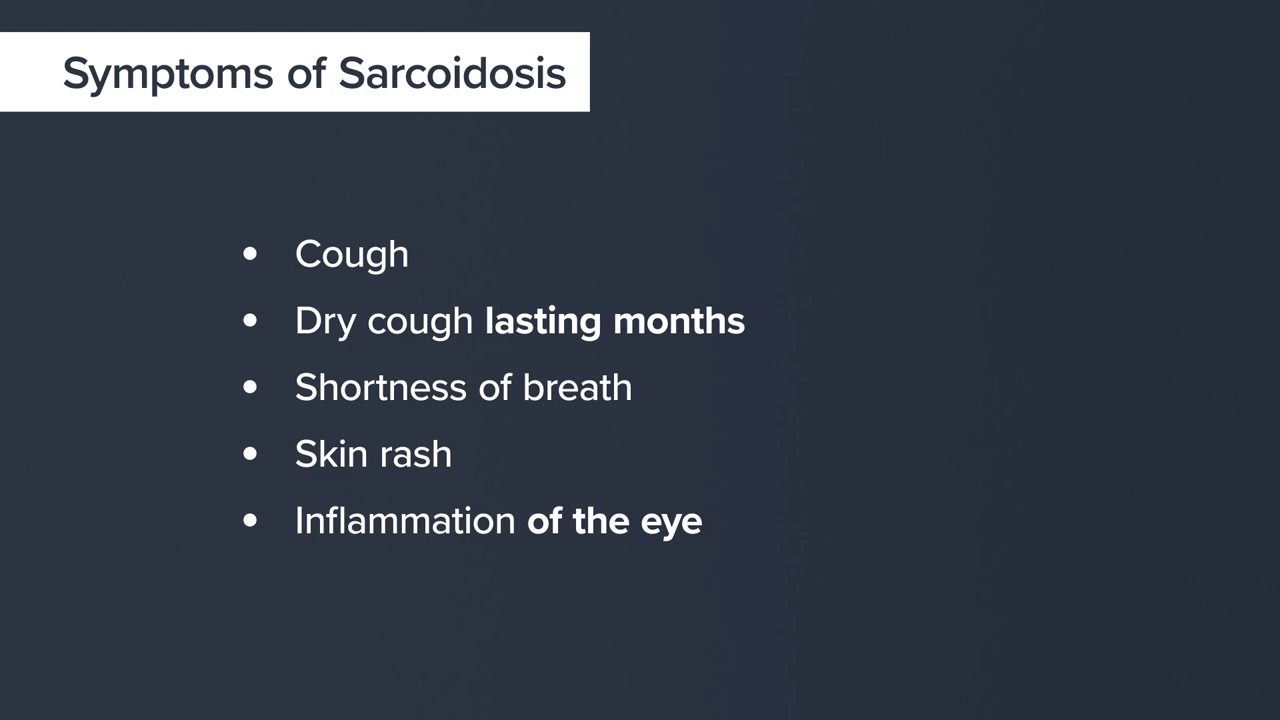 Symptoms of Sarcoidosis
• Cough
• Dry cough lasting months
• Shortness of breath
• Skin rash
• Inflammation of the eye